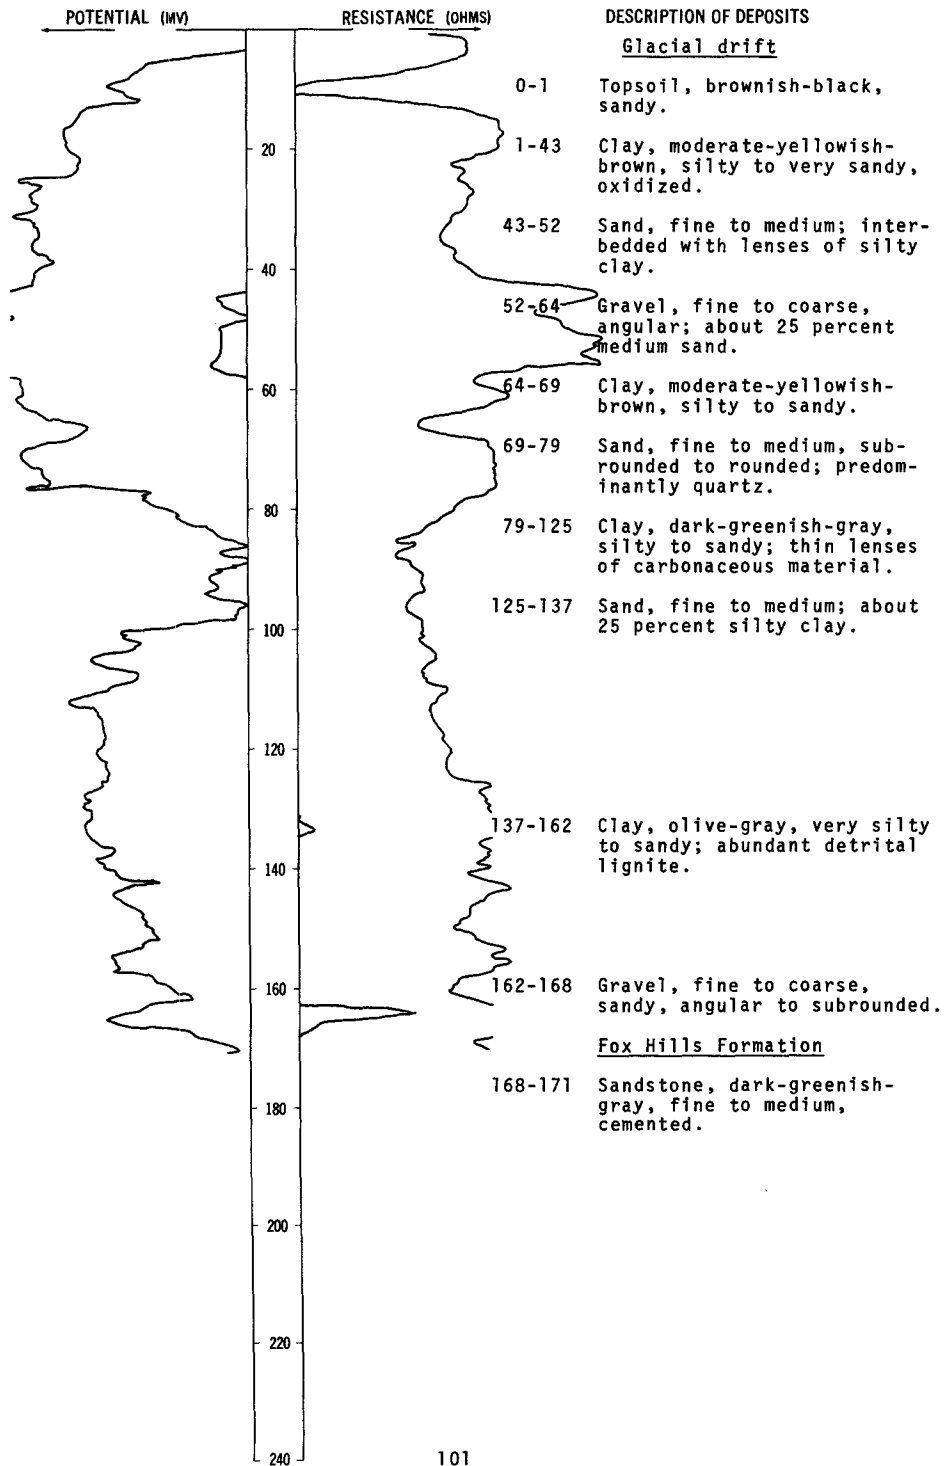 POTENTIAL (MV) RESISTANCE (OHMS) DESCRIPTION OF DEPOSITS
Glacial drift
0-1 Topsoil, brownish-black,
sandy.
20
1-43 Clay, moderate-yellowish-
brown, silty to very sandy,
oxidized.
43-52 Sand, fine to medium; inter-
bedded with lenses of silty
clay.
40
52-64 Gravel, fine to coarse,
angular; about 25 percent
medium sand.
60
64-69 Clay, moderate-yellowish-
brown, silty to sandy.
69-79 Sand, fine to medium, sub-
rounded to rounded; predom-
inantly quartz.
80
79-125 Clay, dark-greenish-gray,
silty to sandy; thin lenses
of carbonaceous material.
125-137 Sand, fine to medium; about
25 percent silty clay.
100
120
137-162 Clay, olive-gray, very silty
to sandy; abundant detrital
lignite.
140
160
162-168 Gravel, fine to coarse,
sandy, angular to subrounded.
Fox Hills Formation
168-171 Sandstone, dark-greenish-
gray, fine to medium,
cemented.
180
200
220
240
101